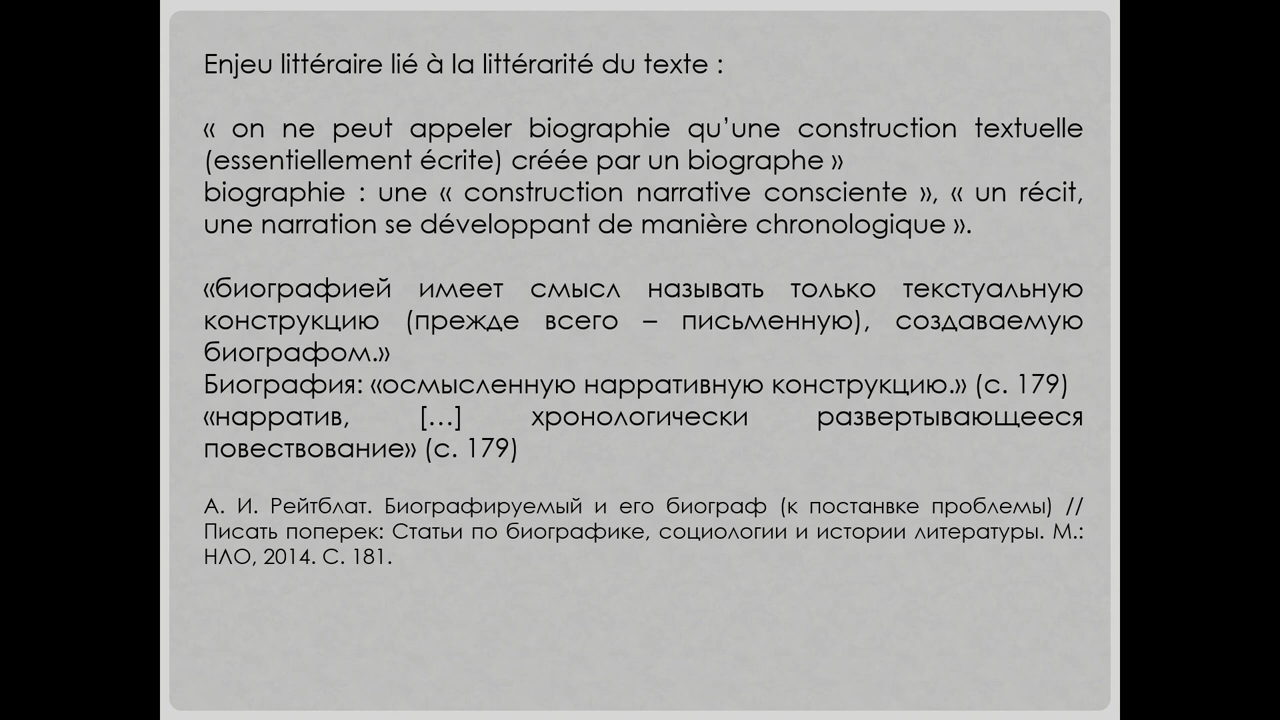 Enjeu littéraire lié à la littérarité du texte :
« on ne peut appeler biographie qu’une construction textuelle
(essentiellement écrite) créée par un biographe »
biographie : une « construction narrative consciente », « un récit,
une narration se développant de manière chronologique ».
«биографией имеет смысл называть только текстуальную
конструкцию (прежде всего – письменную), создаваемую
биографом.»
Биография: «осмысленную нарративную конструкцию.» (с. 179)
«нарратив, […] хронологически развертывающееся
повествование» (с. 179)
А. И. Рейтблат. Биографируемый и его биограф (к постанвке проблемы) //
Писать поперек: Статьи по биографике, социологии и истории литературы. М.:
НЛО, 2014. С. 181.